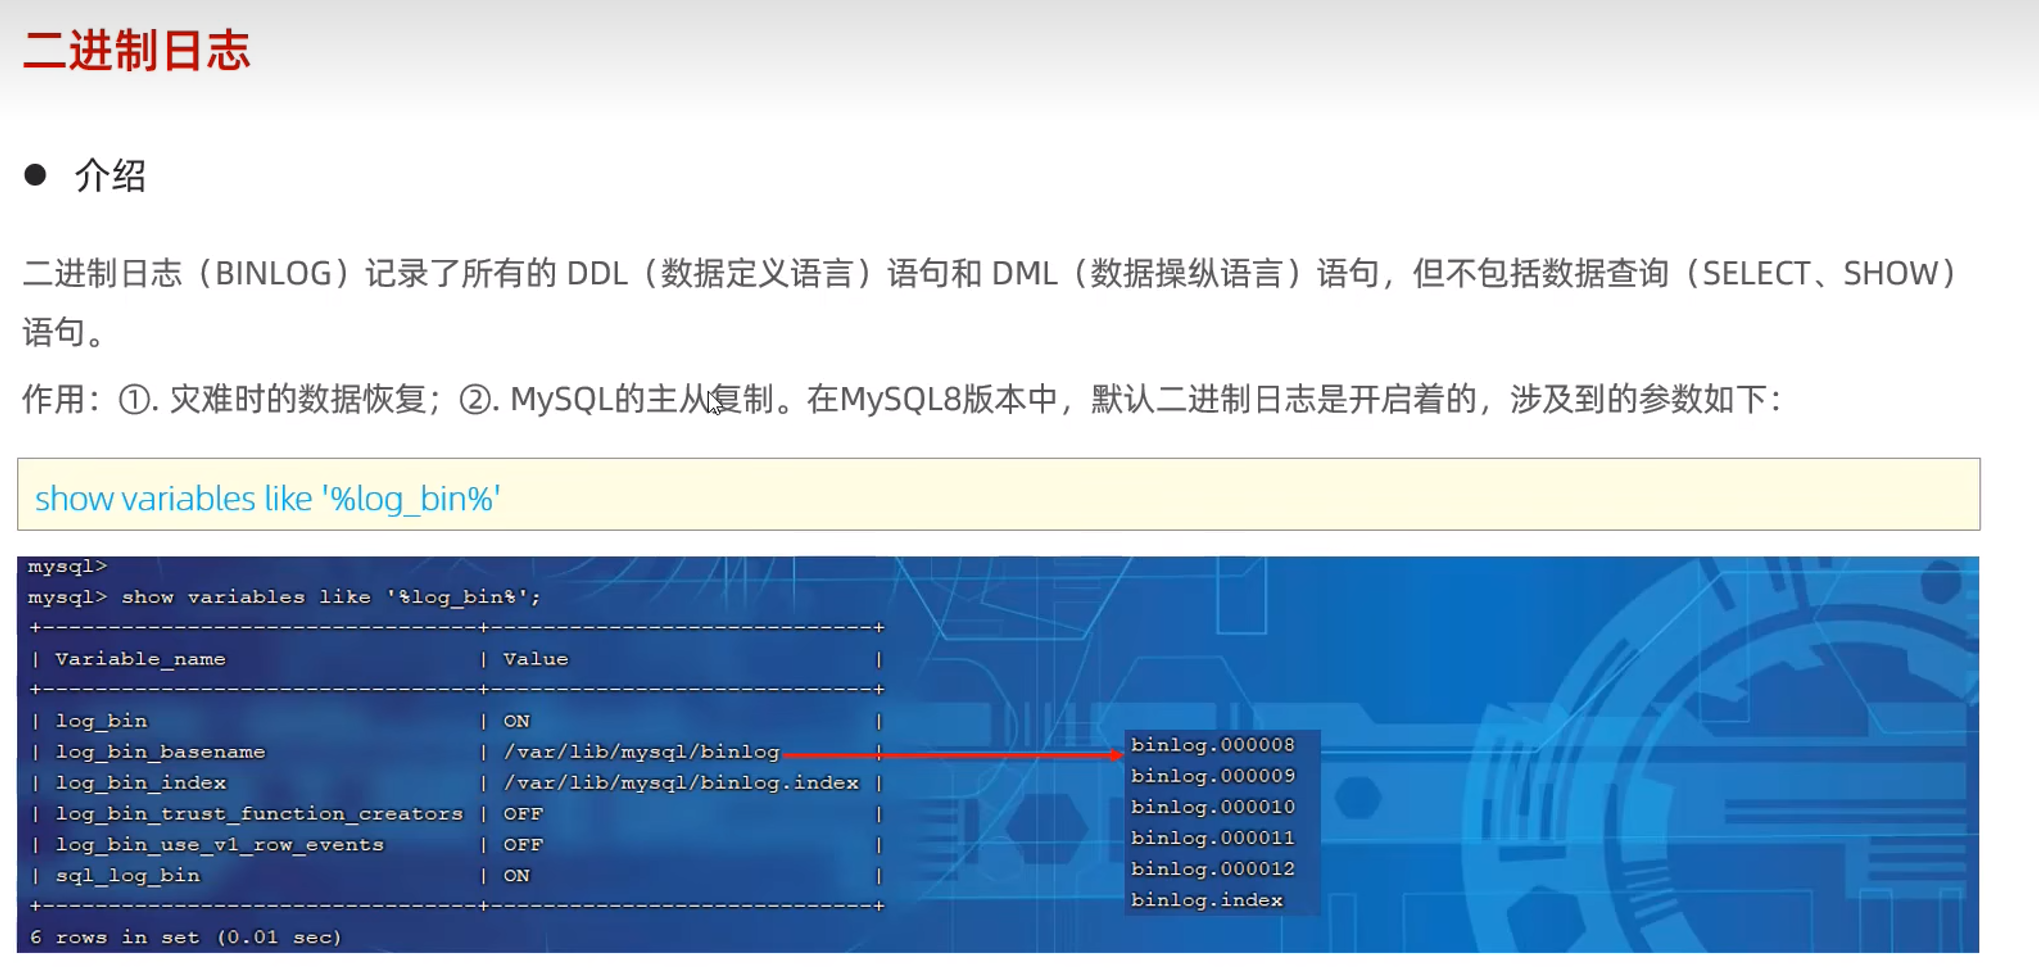 二进制日志
● 介绍
二进制日志（BINLOG）记录了所有的 DDL（数据定义语言）语句和 DML（数据操纵语言）语句，但不包括数据查询（SELECT、SHOW）
语句。
作用：①. 灾难时的数据恢复；②. MySQL的主从复制。在MySQL8版本中，默认二进制日志是开启着的，涉及到的参数如下：
show variables like '%log_bin%'
mysql>
mysql> show variables like '%log_bin%';
+---------------------------------+-----------------------------+
| Variable_name                   | Value                       |
+---------------------------------+-----------------------------+
| log_bin                         | ON                          |
| log_bin_basename                | /var/lib/mysql/binlog       |
| log_bin_index                   | /var/lib/mysql/binlog.index |
| log_bin_trust_function_creators | OFF                         |
| log_bin_use_v1_row_events       | OFF                         |
| sql_log_bin                     | ON                          |
+---------------------------------+-----------------------------+
6 rows in set (0.01 sec)
binlog.000008
binlog.000009
binlog.000010
binlog.000011
binlog.000012
binlog.index